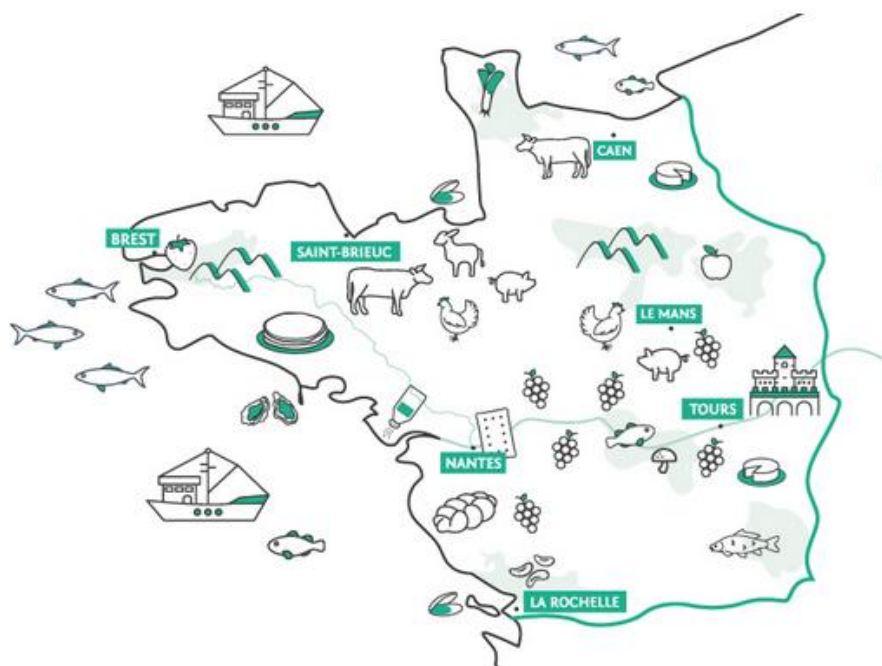 CAEN
BREST
SAINT-BRIEUC
LE MANS
TOURS
NANTES
LA ROCHELLE